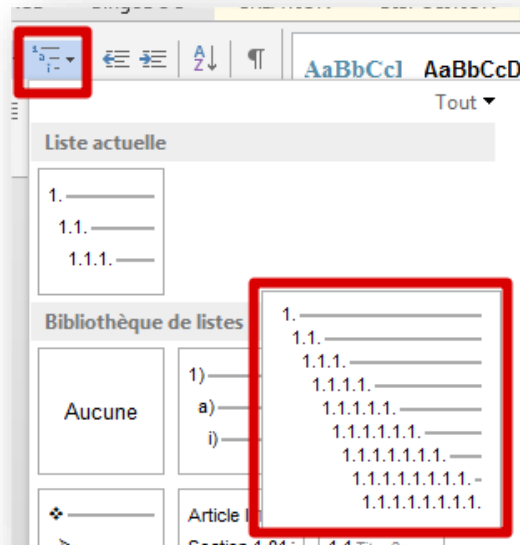 AaBbCcl AaBbCcD
Tout
Liste actuelle
1.
1.1.
1.1.1.
Bibliothèque de listes
Aucune
1)
a)
i)
1.
1.1.
1.1.1.
1.1.1.1.
1.1.1.1.1.
1.1.1.1.1.1.
1.1.1.1.1.1.1.
1.1.1.1.1.1.1.1.
1.1.1.1.1.1.1.1.1.
Article